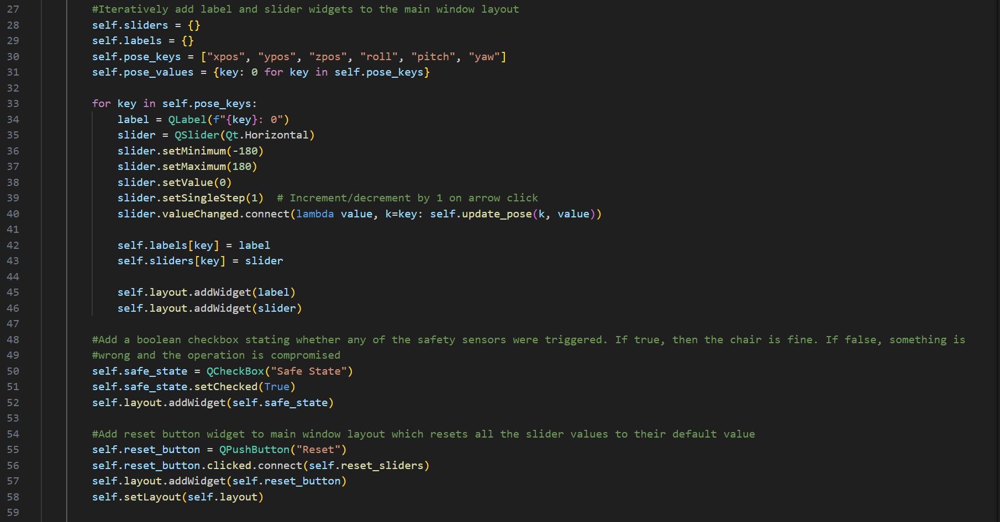 27 #Iteratively add label and slider widgets to the main window layout
28 self.sliders = {}
29 self.labels = {}
30 self.pose_keys = ["xpos", "ypos", "zpos", "roll", "pitch", "yaw"]
31 self.pose_values = {key: 0 for key in self.pose_keys}
32
33 for key in self.pose_keys:
34     label = QLabel(f"{key}: 0")
35     slider = QSlider(Qt.Horizontal)
36     slider.setMinimum(-180)
37     slider.setMaximum(180)
38     slider.setValue(0)
39     slider.setSingleStep(1)  # Increment/decrement by 1 on arrow click
40     slider.valueChanged.connect(lambda value, k=key: self.update_pose(k, value))
41
42     self.labels[key] = label
43     self.sliders[key] = slider
44
45     self.layout.addWidget(label)
46     self.layout.addWidget(slider)
47
48 #Add a boolean checkbox stating whether any of the safety sensors were triggered. If true, then the chair is fine. If false, something is
49 #wrong and the operation is compromised
50 self.safe_state = QCheckBox("Safe State")
51 self.safe_state.setChecked(True)
52 self.layout.addWidget(self.safe_state)
53
54 #Add reset button widget to main window layout which resets all the slider values to their default value
55 self.reset_button = QPushButton("Reset")
56 self.reset_button.clicked.connect(self.reset_sliders)
57 self.layout.addWidget(self.reset_button)
58 self.setLayout(self.layout)
59